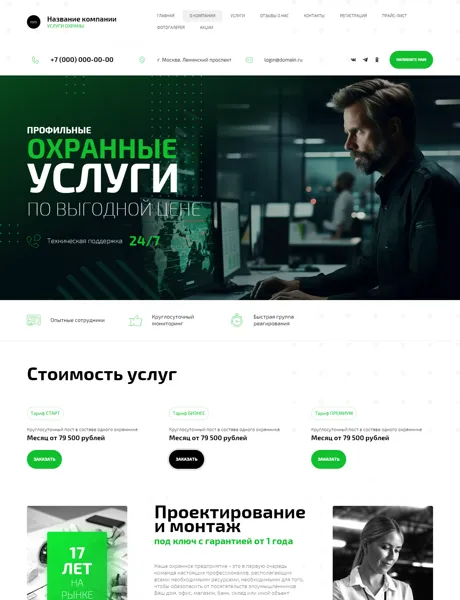 Название компании
УСЛУГИ ОХРАНЫ
ГЛАВНАЯ О КОМПАНИИ УСЛУГИ ОТЗЫВЫ О НАС КОНТАКТЫ РЕГИСТРАЦИЯ ПРАЙС-ЛИСТ
ФОТОГАЛЕРЕЯ АКЦИИ
+7 (000) 000-00-00
г. Москва, Ленинский проспект
login@domain.ru
НАПИШИТЕ НАМ
ПРОФИЛЬНЫЕ
ОХРАННЫЕ
УСЛУГИ
ПО ВЫГОДНОЙ ЦЕНЕ
Техническая поддержка 24/7
Опытные сотрудники
Круглосуточный
мониторинг
Быстрая группа
реагирования
Стоимость услуг
Тариф СТАРТ
Круглосуточный пост в составе одного охранника
Месяц от 79 500 рублей
ЗАКАЗАТЬ
Тариф БИЗНЕС
Круглосуточный пост в составе одного охранника
Месяц от 79 500 рублей
ЗАКАЗАТЬ
Тариф ПРЕМИУМ
Круглосуточный пост в составе одного охранника
Месяц от 79 500 рублей
ЗАКАЗАТЬ
17
ЛЕТ
НА
РЫНКЕ
Проектирование
и монтаж
под ключ с гарантией от 1 года
Наше охранное предприятие – это в первую очередь
команда настоящих профессионалов, располагающих
всеми необходимыми ресурсами, необходимыми для того,
чтобы обезопасить от посягательств злоумышленников
Ваш дом, офис, магазин, банк, склад или иной объект